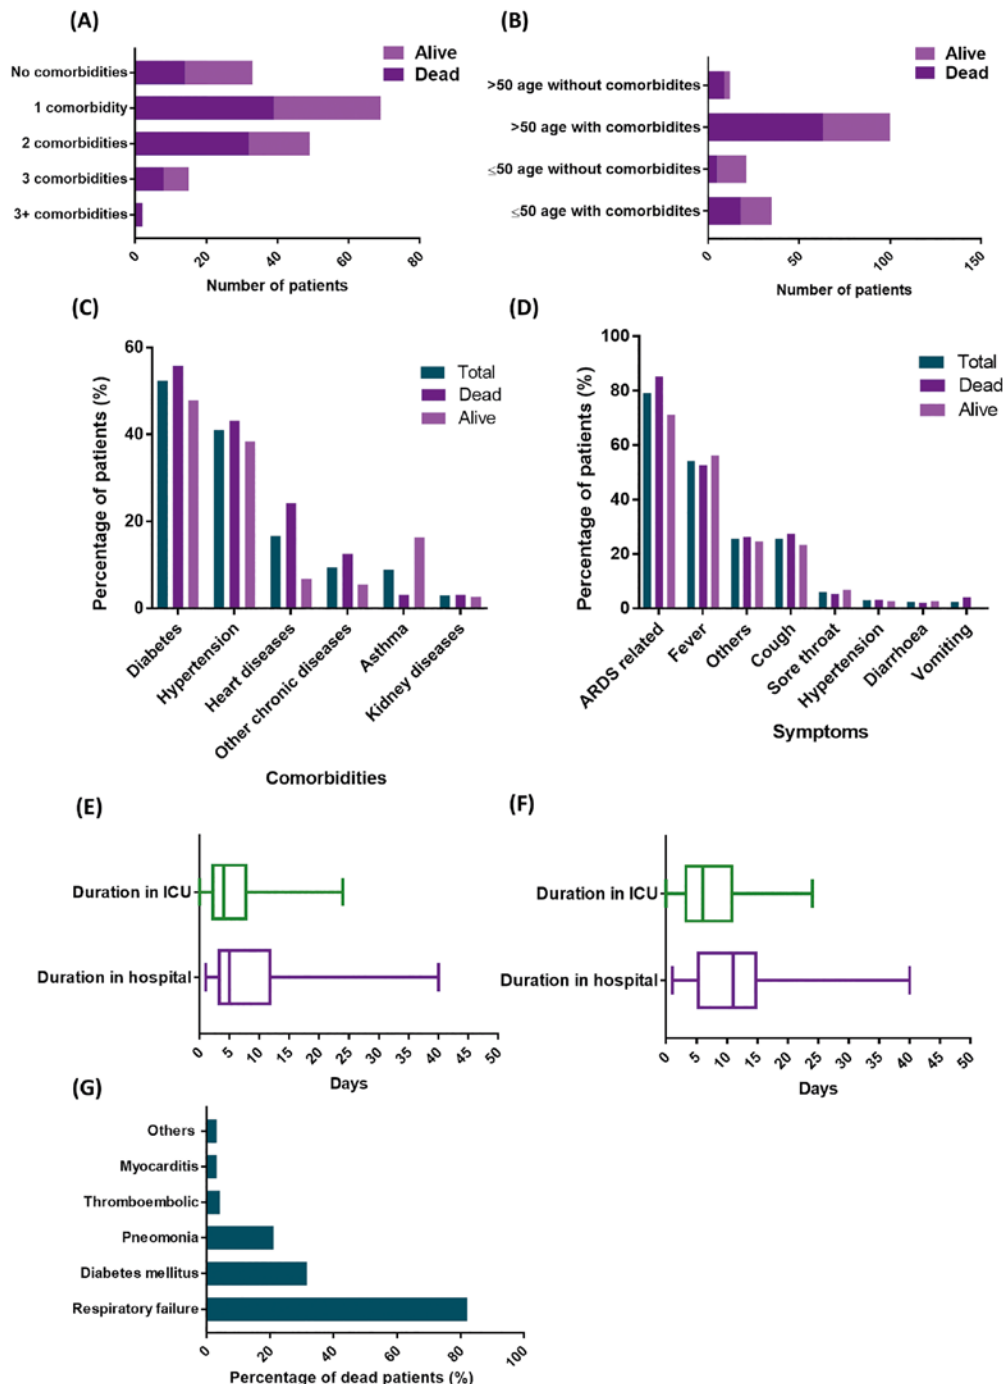 (A)
Alive
Dead
No comorbidities
1 comorbidity
2 comorbidities
3 comorbidities
3+ comorbidities
0 20 40 60 80
Number of patients
(B)
Alive
Dead
>50 age without comorbidites
>50 age with comorbidites
≤50 age without comorbidites
≤50 age with comorbidites
0 50 100 150
Number of patients
(C)
Percentage of patients (%)
60
40
20
0
Total
Dead
Alive
Diabetes
Hypertension
Heart diseases
Other chronic diseases
Asthma
Kidney diseases
Comorbidities
(D)
Percentage of patients (%)
100
80
60
40
20
0
Total
Dead
Alive
ARDS related
Fever
Others
Cough
Sore throat
Hypertension
Diarrhoea
Vomiting
Symptoms
(E)
Duration in ICU
Duration in hospital
0 5 10 15 20 25 30 35 40 45 50
Days
(F)
Duration in ICU
Duration in hospital
0 5 10 15 20 25 30 35 40 45 50
Days
(G)
Others
Myocarditis
Thromboembolic
Pneomonia
Diabetes mellitus
Respiratory failure
0 20 40 60 80 100
Percentage of dead patients (%)